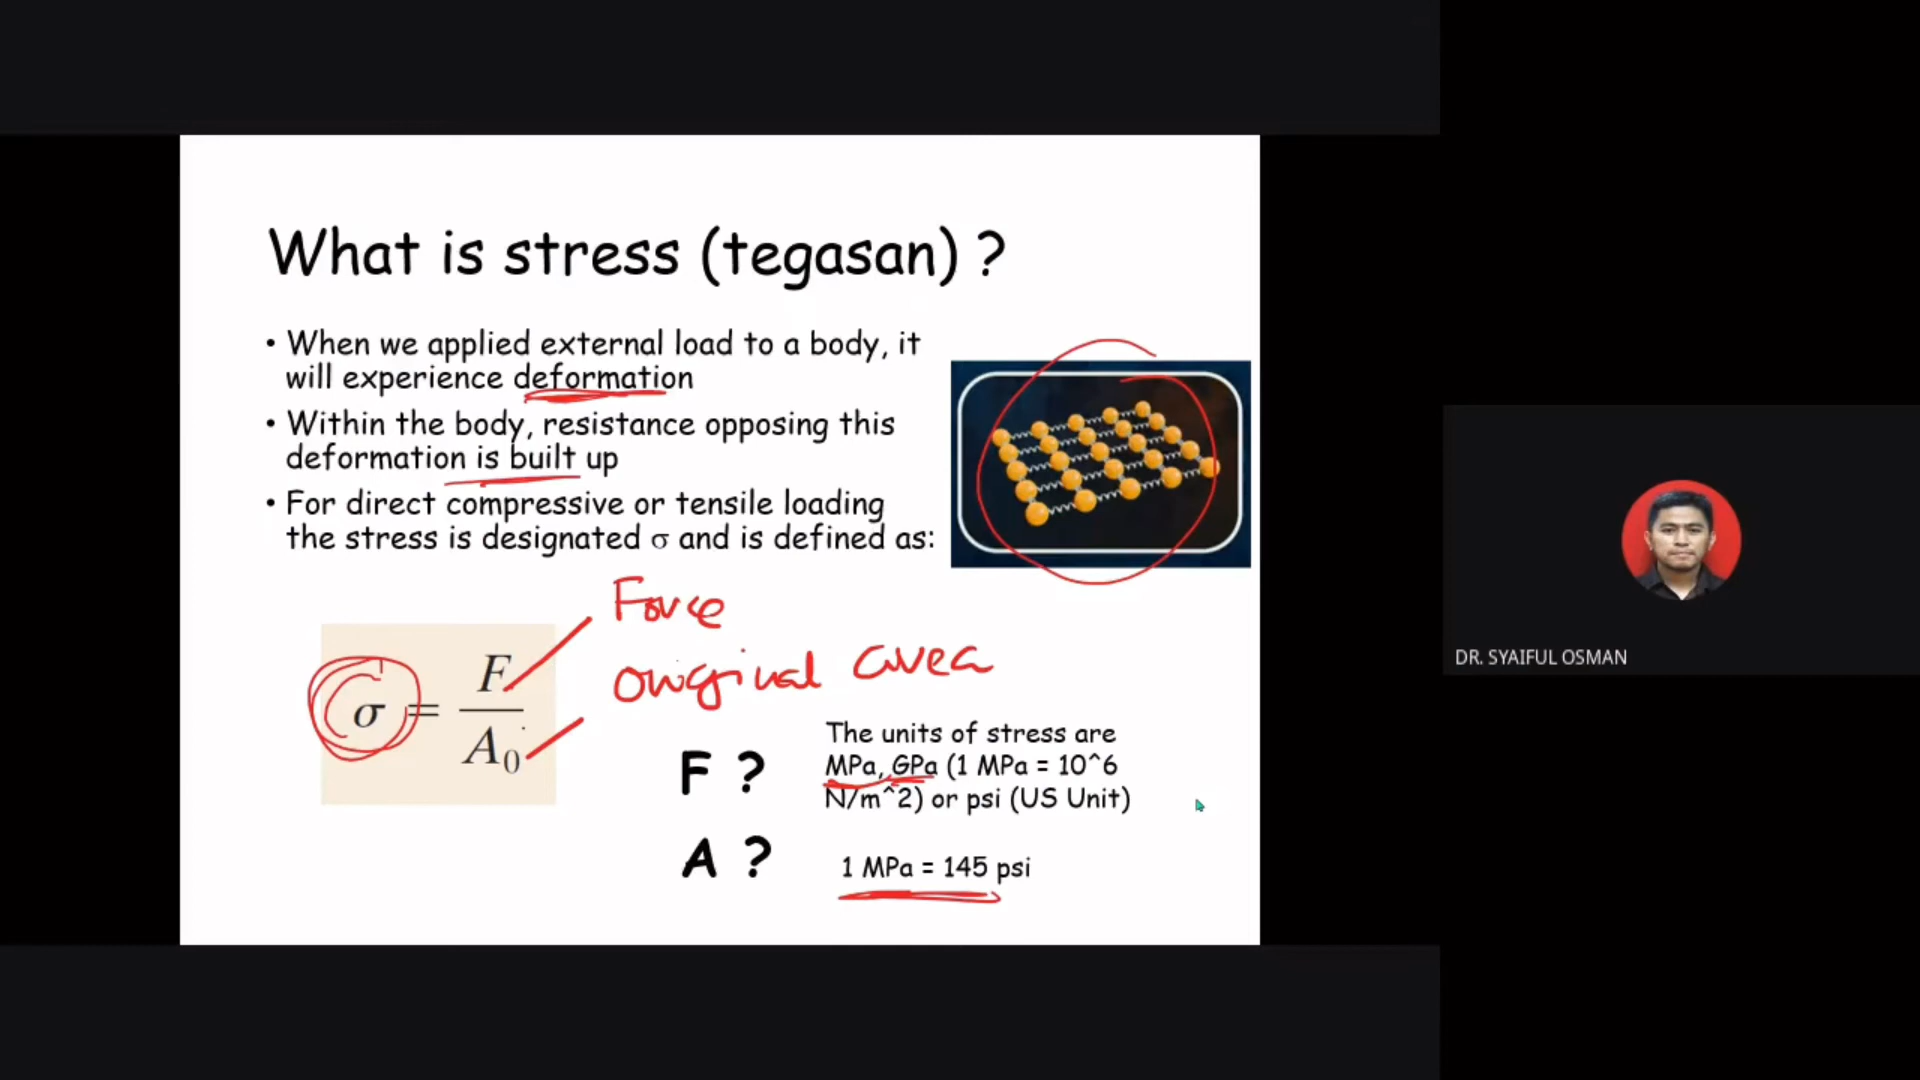 What is stress (tegasan) ?
• When we applied external load to a body, it
will experience deformation
• Within the body, resistance opposing this
deformation is built up
• For direct compressive or tensile loading
the stress is designated σ and is defined as:
Force
original area
σ = F / A₀
F ?
A ?
The units of stress are
MPa, GPa (1 MPa = 10^6
N/m^2) or psi (US Unit)
1 MPa = 145 psi
DR. SYAIFUL OSMAN